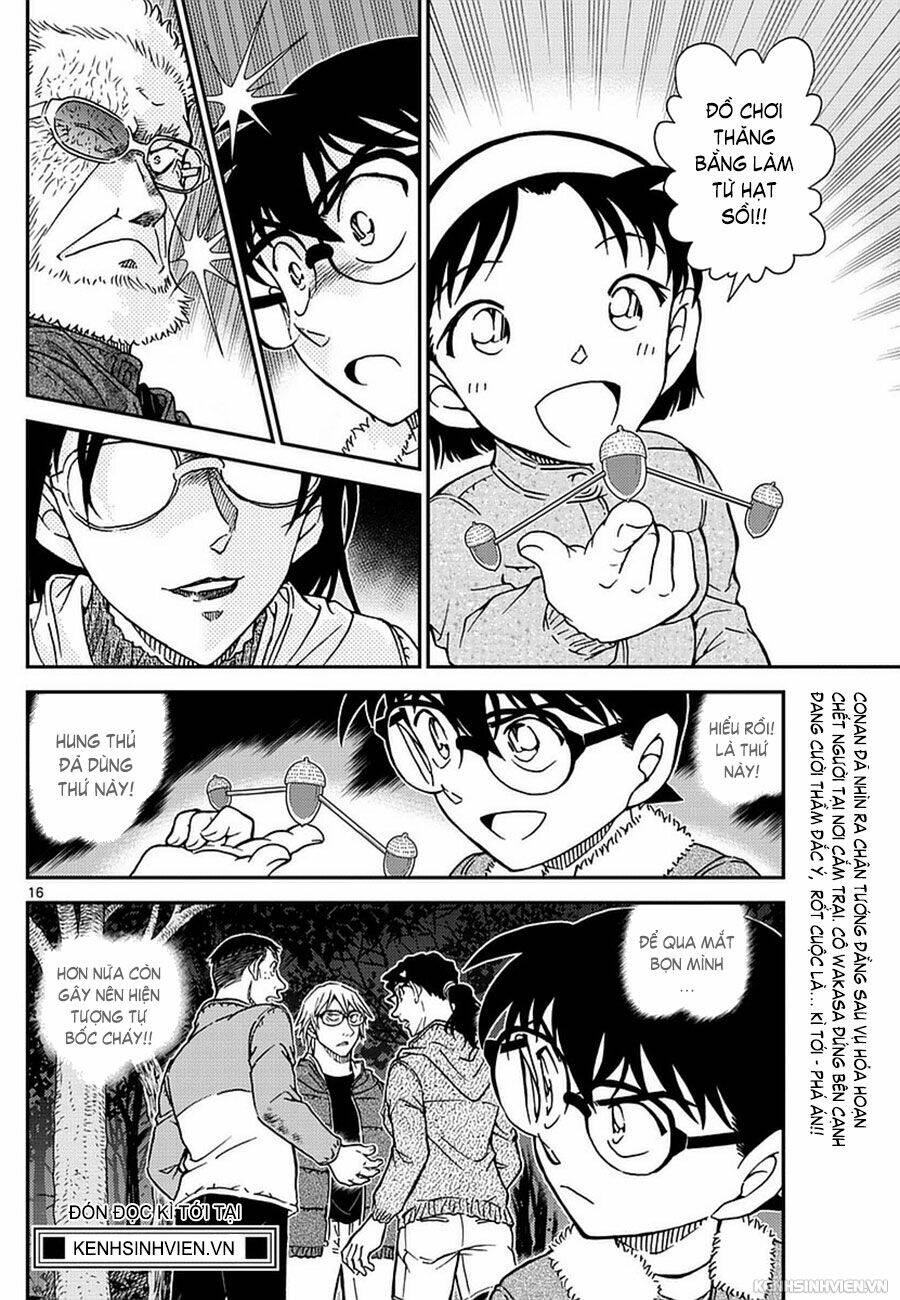 ĐỒ CHƠI
THĂNG
BẰNG LÀM
TỪ HẠT
SỒI!!
HIỂU RỒI!
LÀ THỨ
NÀY!
HUNG THỦ
ĐÃ DÙNG
THỨ NÀY!
16
ĐỂ QUA MẮT
BỌN MÌNH
...
HƠN NỮA CÒN
GÂY NÊN HIỆN
TƯỢNG TỰ
BỐC CHÁY!!
CONAN ĐÃ NHÌN RA CHÂN TƯỚNG ĐẰNG SAU VỤ HỎA HOẠN
CHẾT NGƯỜI TẠI NƠI CẮM TRẠI. CÔ WAKASA ĐỨNG BÊN CẠNH
ĐANG CƯỜI THẦM ĐẮC Ý, RỐT CUỘC LÀ... KÌ TỚI - PHÁ ÁN!!
ĐÓN ĐỌC KÌ TỚI TẠI
KENHSINHVIEN.VN
KENHSINHVIEN.VN